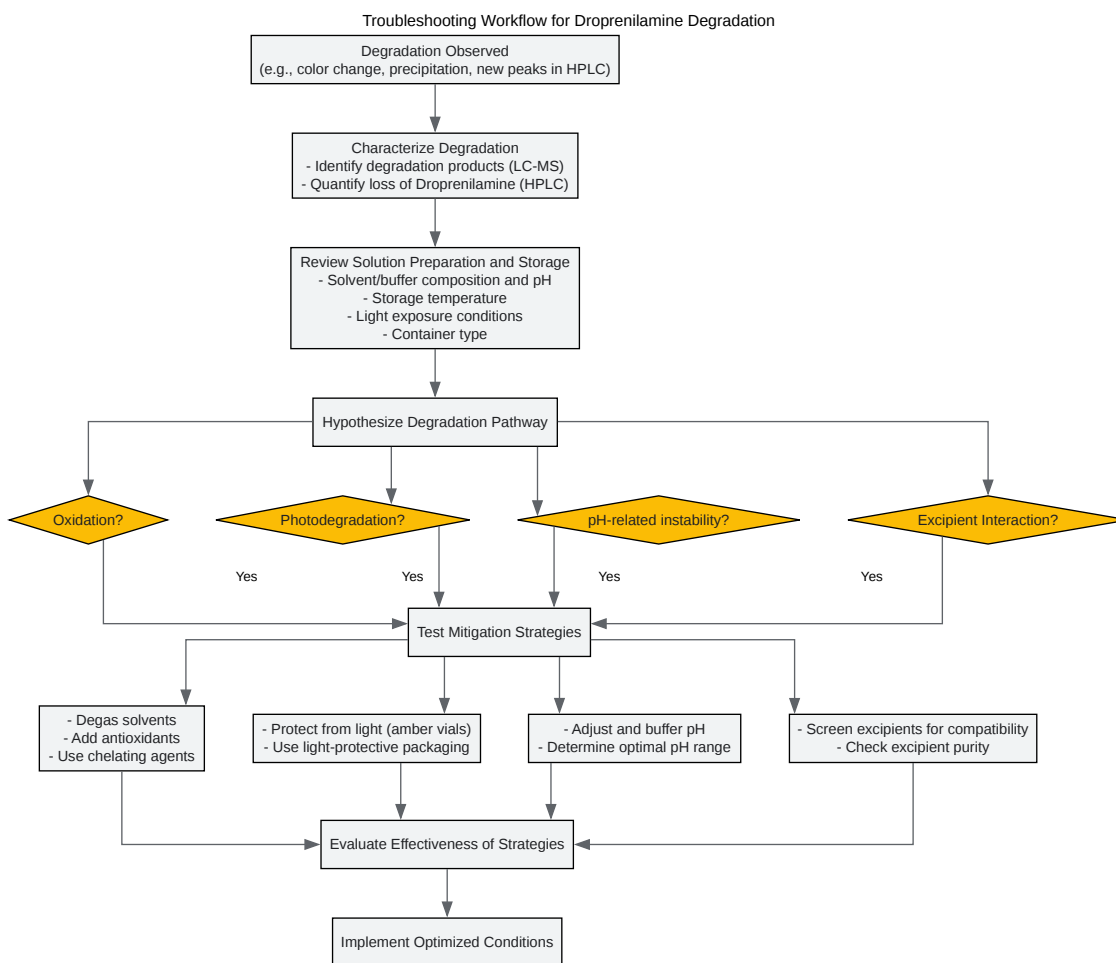 Troubleshooting Workflow for Droprenilamine Degradation
Degradation Observed
(e.g., color change, precipitation, new peaks in HPLC)
Characterize Degradation
- Identify degradation products (LC-MS)
- Quantify loss of Droprenilamine (HPLC)
Review Solution Preparation and Storage
- Solvent/buffer composition and pH
- Storage temperature
- Light exposure conditions
- Container type
Hypothesize Degradation Pathway
Oxidation?
Photodegradation?
pH-related instability?
Excipient Interaction?
Yes
Yes
Yes
Yes
Test Mitigation Strategies
- Degas solvents
- Add antioxidants
- Use chelating agents
- Protect from light (amber vials)
- Use light-protective packaging
- Adjust and buffer pH
- Determine optimal pH range
- Screen excipients for compatibility
- Check excipient purity
Evaluate Effectiveness of Strategies
Implement Optimized Conditions